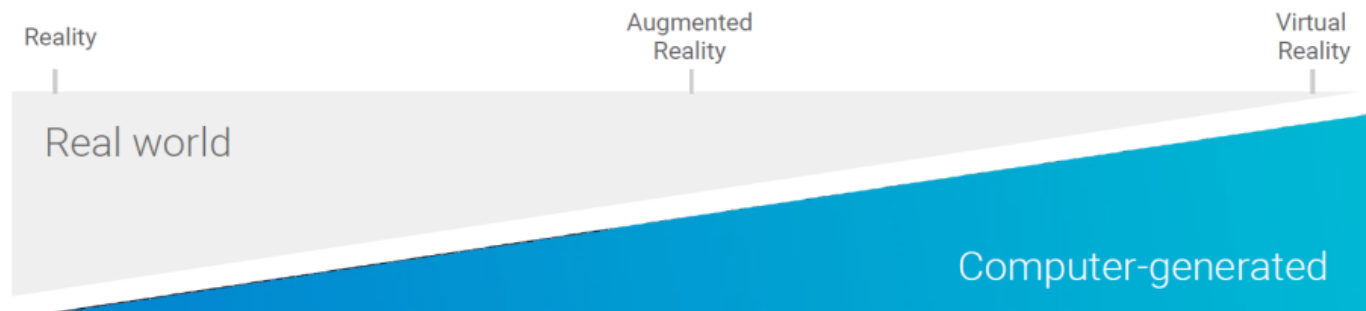 Reality
Augmented
Reality
Virtual
Reality
Real world
Computer-generated